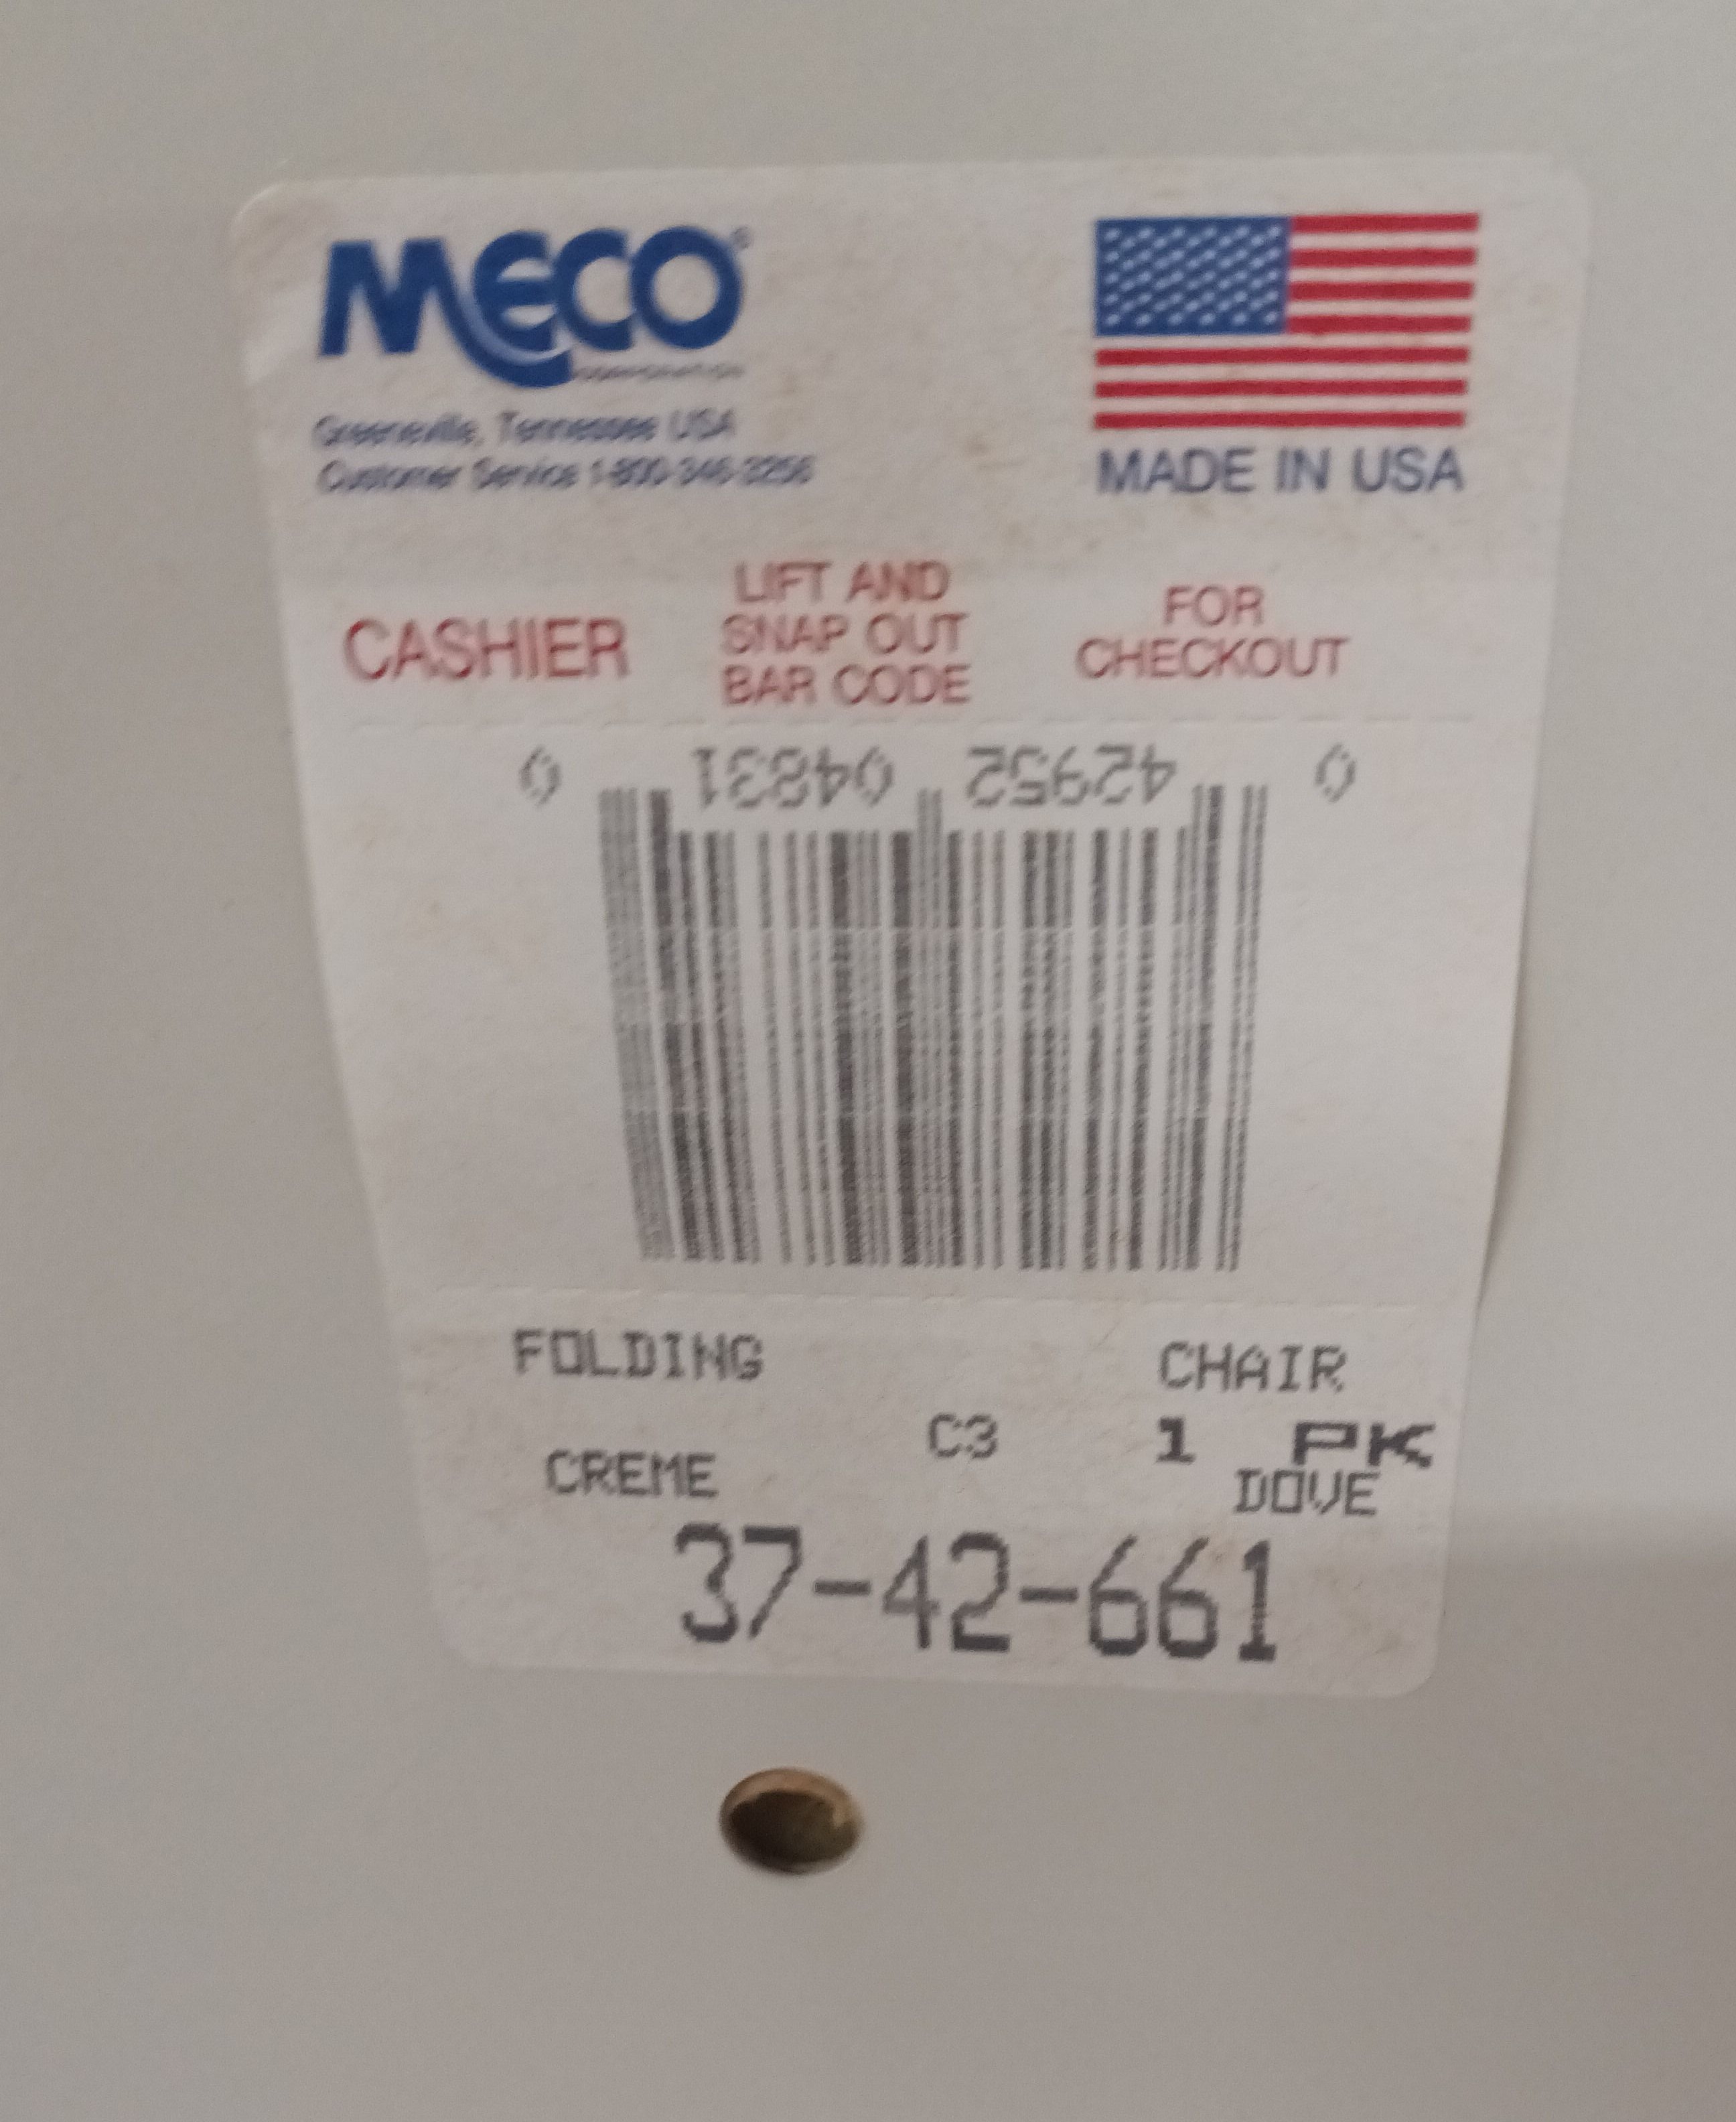 MECO®
Greeneville, Tennessee USA
Customer Service 1-800-346-3256
MADE IN USA
CASHIER
LIFT AND
SNAP OUT
BAR CODE
FOR
CHECKOUT
0 42952 04831 0
FOLDING CHAIR
C3 1 PK
CREME DOVE
37-42-661